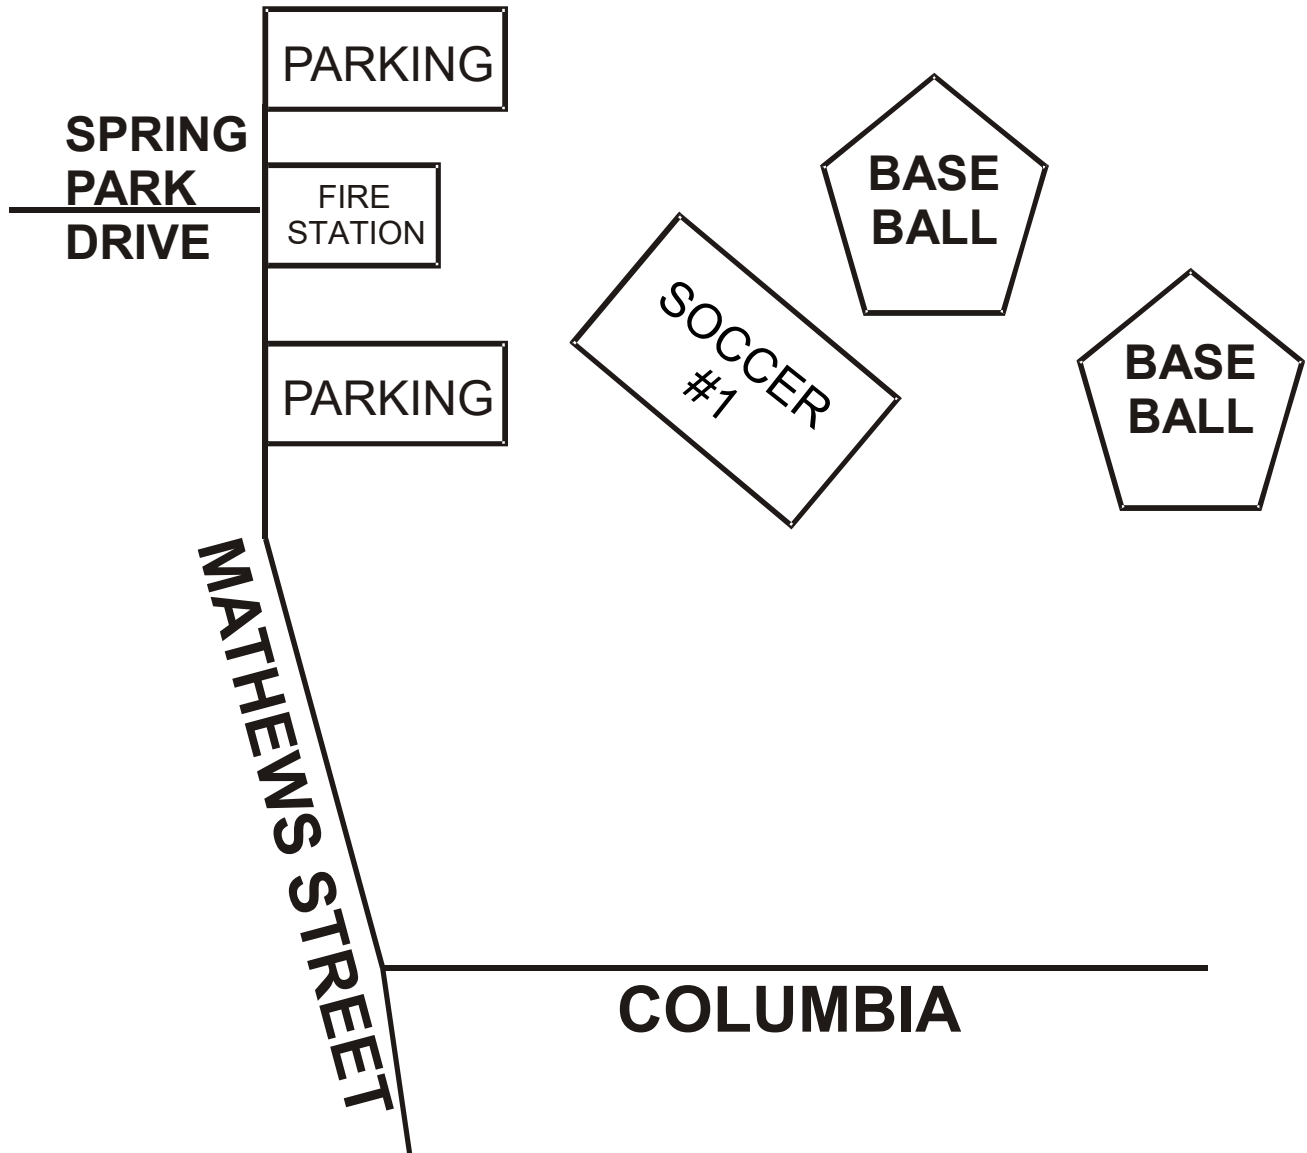 PARKING
SPRING
PARK
DRIVE
FIRE
STATION
BASE
BALL
SOCCER
#1
BASE
BALL
PARKING
MATHEWS STREET
COLUMBIA